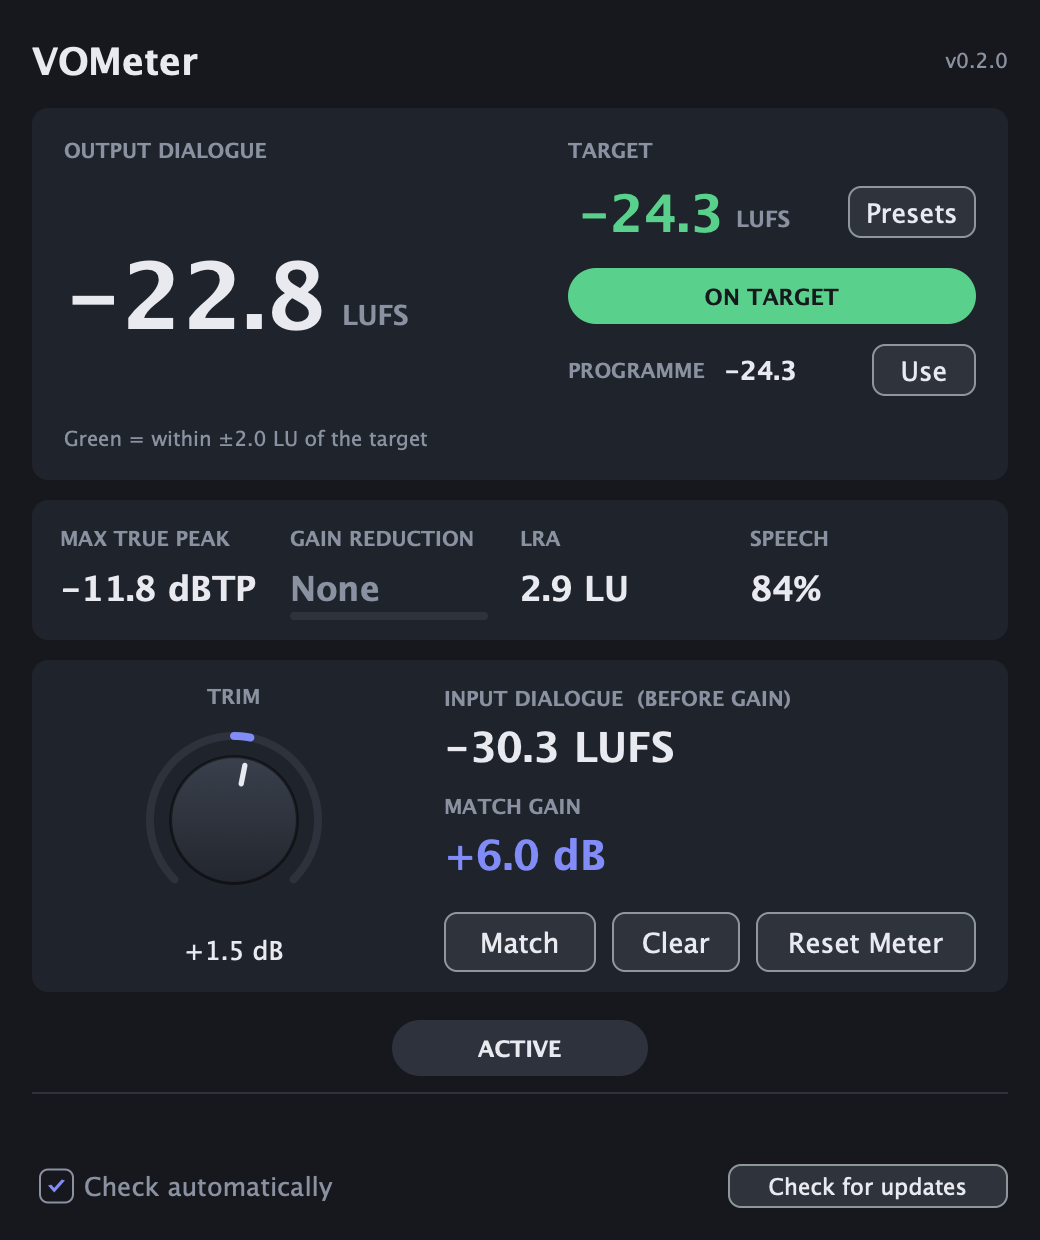 VOMeter
v0.2.0
OUTPUT DIALOGUE
−22.8 LUFS
Green = within ±2.0 LU of the target
TARGET
−24.3 LUFS
Presets
ON TARGET
PROGRAMME −24.3
Use
MAX TRUE PEAK
−11.8 dBTP
GAIN REDUCTION
None
LRA
2.9 LU
SPEECH
84%
TRIM
+1.5 dB
INPUT DIALOGUE (BEFORE GAIN)
−30.3 LUFS
MATCH GAIN
+6.0 dB
Match
Clear
Reset Meter
ACTIVE
Check automatically
Check for updates